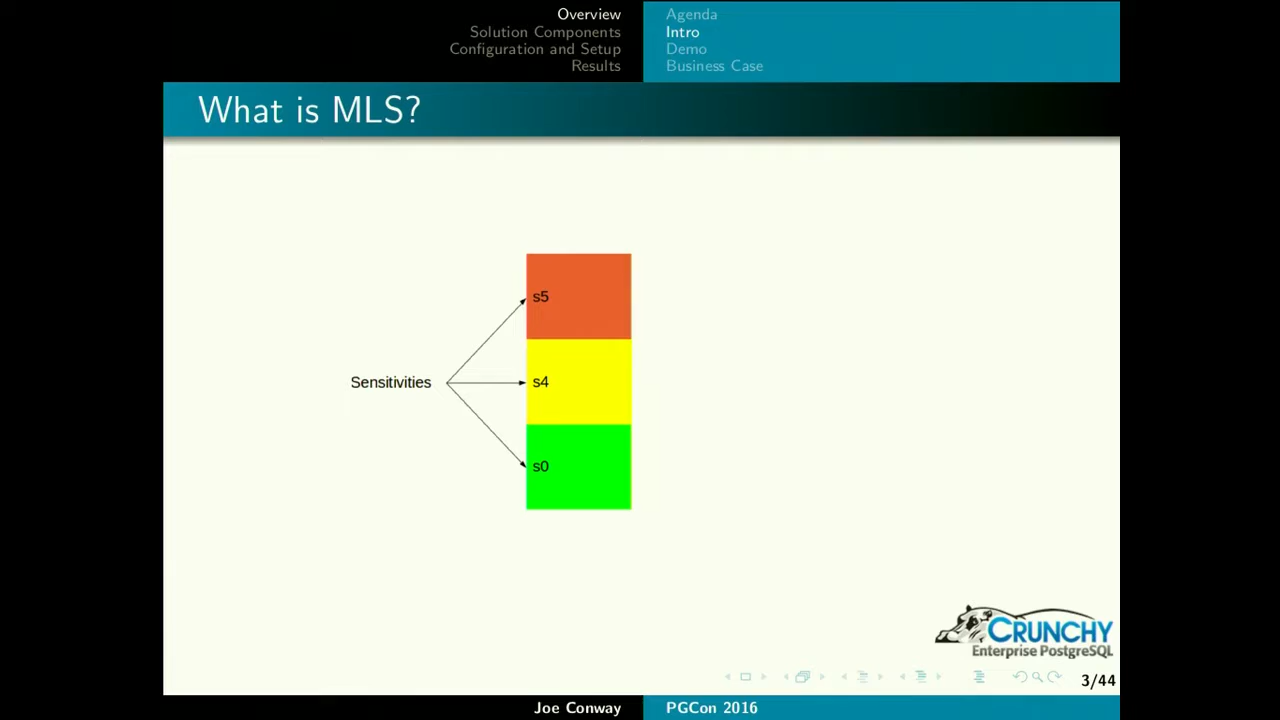 Overview
Solution Components
Configuration and Setup
Results
Agenda
Intro
Demo
Business Case
What is MLS?
s5
Sensitivities
s4
s0
CRUNCHY
Enterprise PostgreSQL
3/44
Joe Conway
PGCon 2016